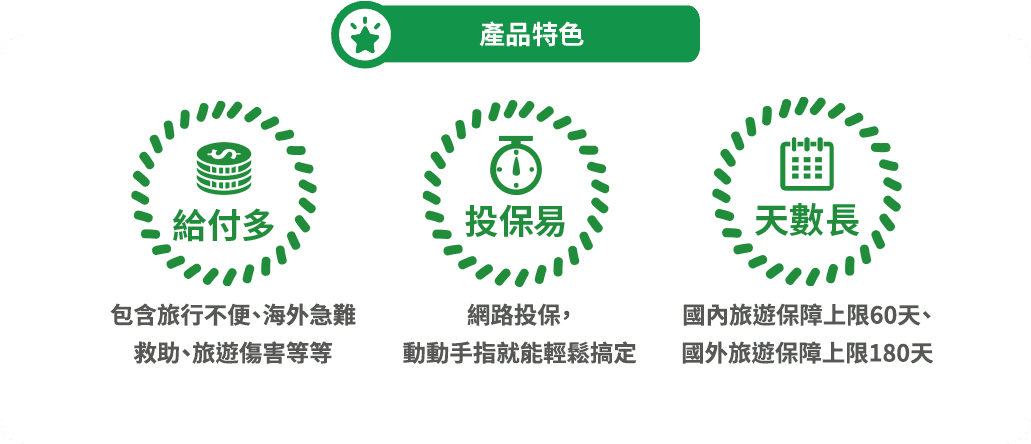 產品特色
給付多
投保易
天數長
包含旅行不便、海外急難
救助、旅遊傷害等等
網路投保，
動動手指就能輕鬆搞定
國內旅遊保障上限60天、
國外旅遊保障上限180天